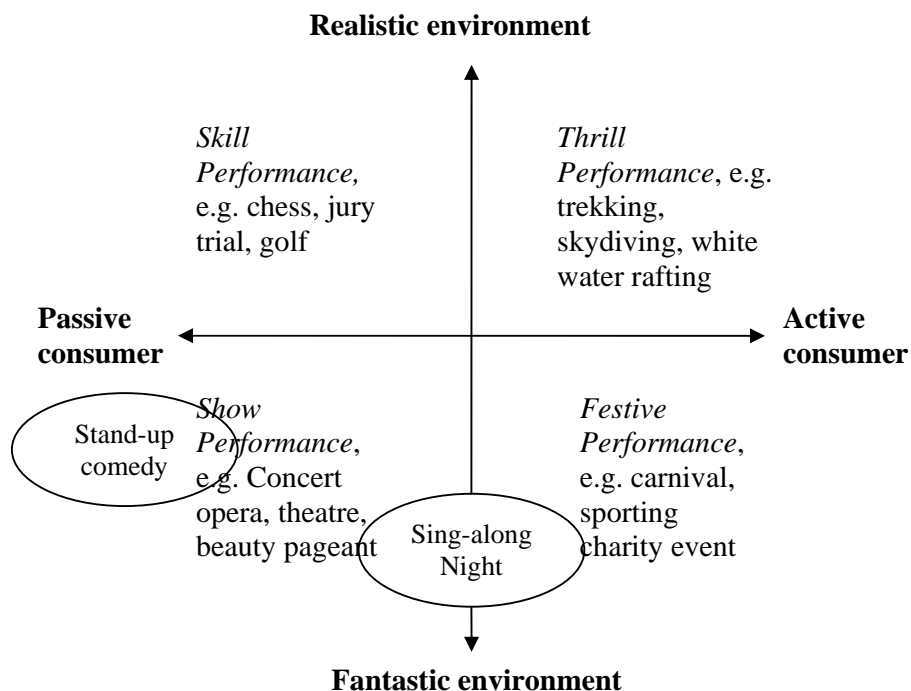 Realistic environment
Skill
Performance,
e.g. chess, jury
trial, golf
Thrill
Performance, e.g.
trekking,
skydiving, white
water rafting
Passive
consumer
Active
consumer
Stand-up
comedy
Show
Performance,
e.g. Concert
opera, theatre,
beauty pageant
Sing-along
Night
Festive
Performance,
e.g. carnival,
sporting
charity event
Fantastic environment